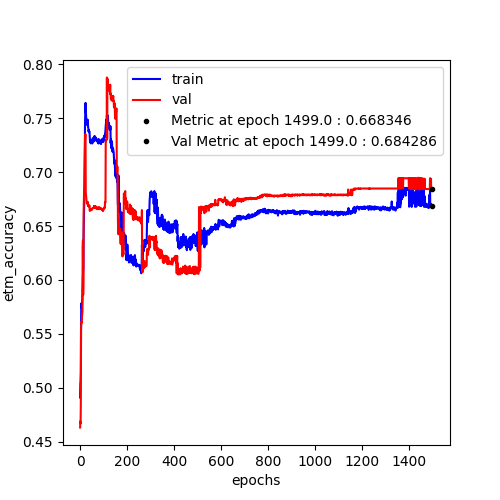 0.80
0.75
0.70
0.65
0.60
0.55
0.50
0.45
etm_accuracy
train
val
Metric at epoch 1499.0 : 0.668346
Val Metric at epoch 1499.0 : 0.684286
0 200 400 600 800 1000 1200 1400
epochs